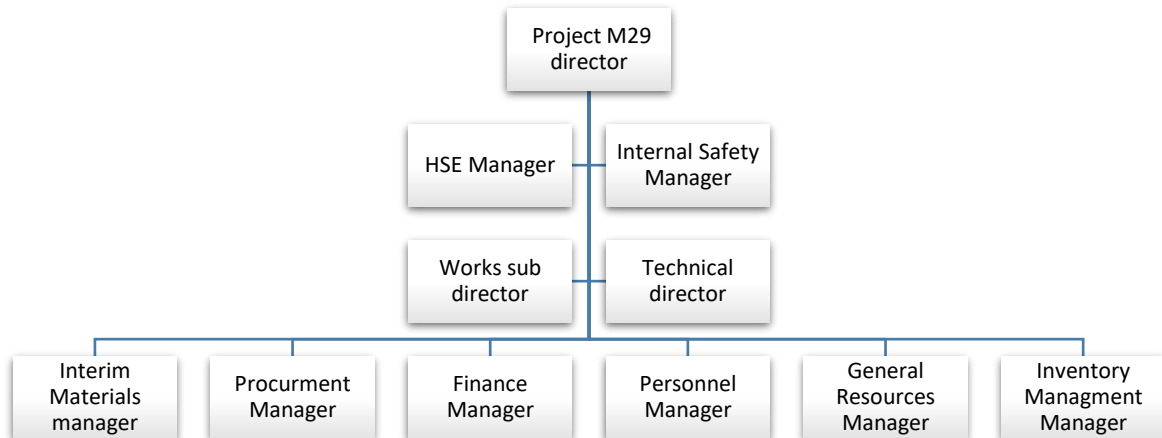 Project M29
director
HSE Manager
Internal Safety
Manager
Works sub
director
Technical
director
Interim
Materials
manager
Procurment
Manager
Finance
Manager
Personnel
Manager
General
Resources
Manager
Inventory
Managment
Manager